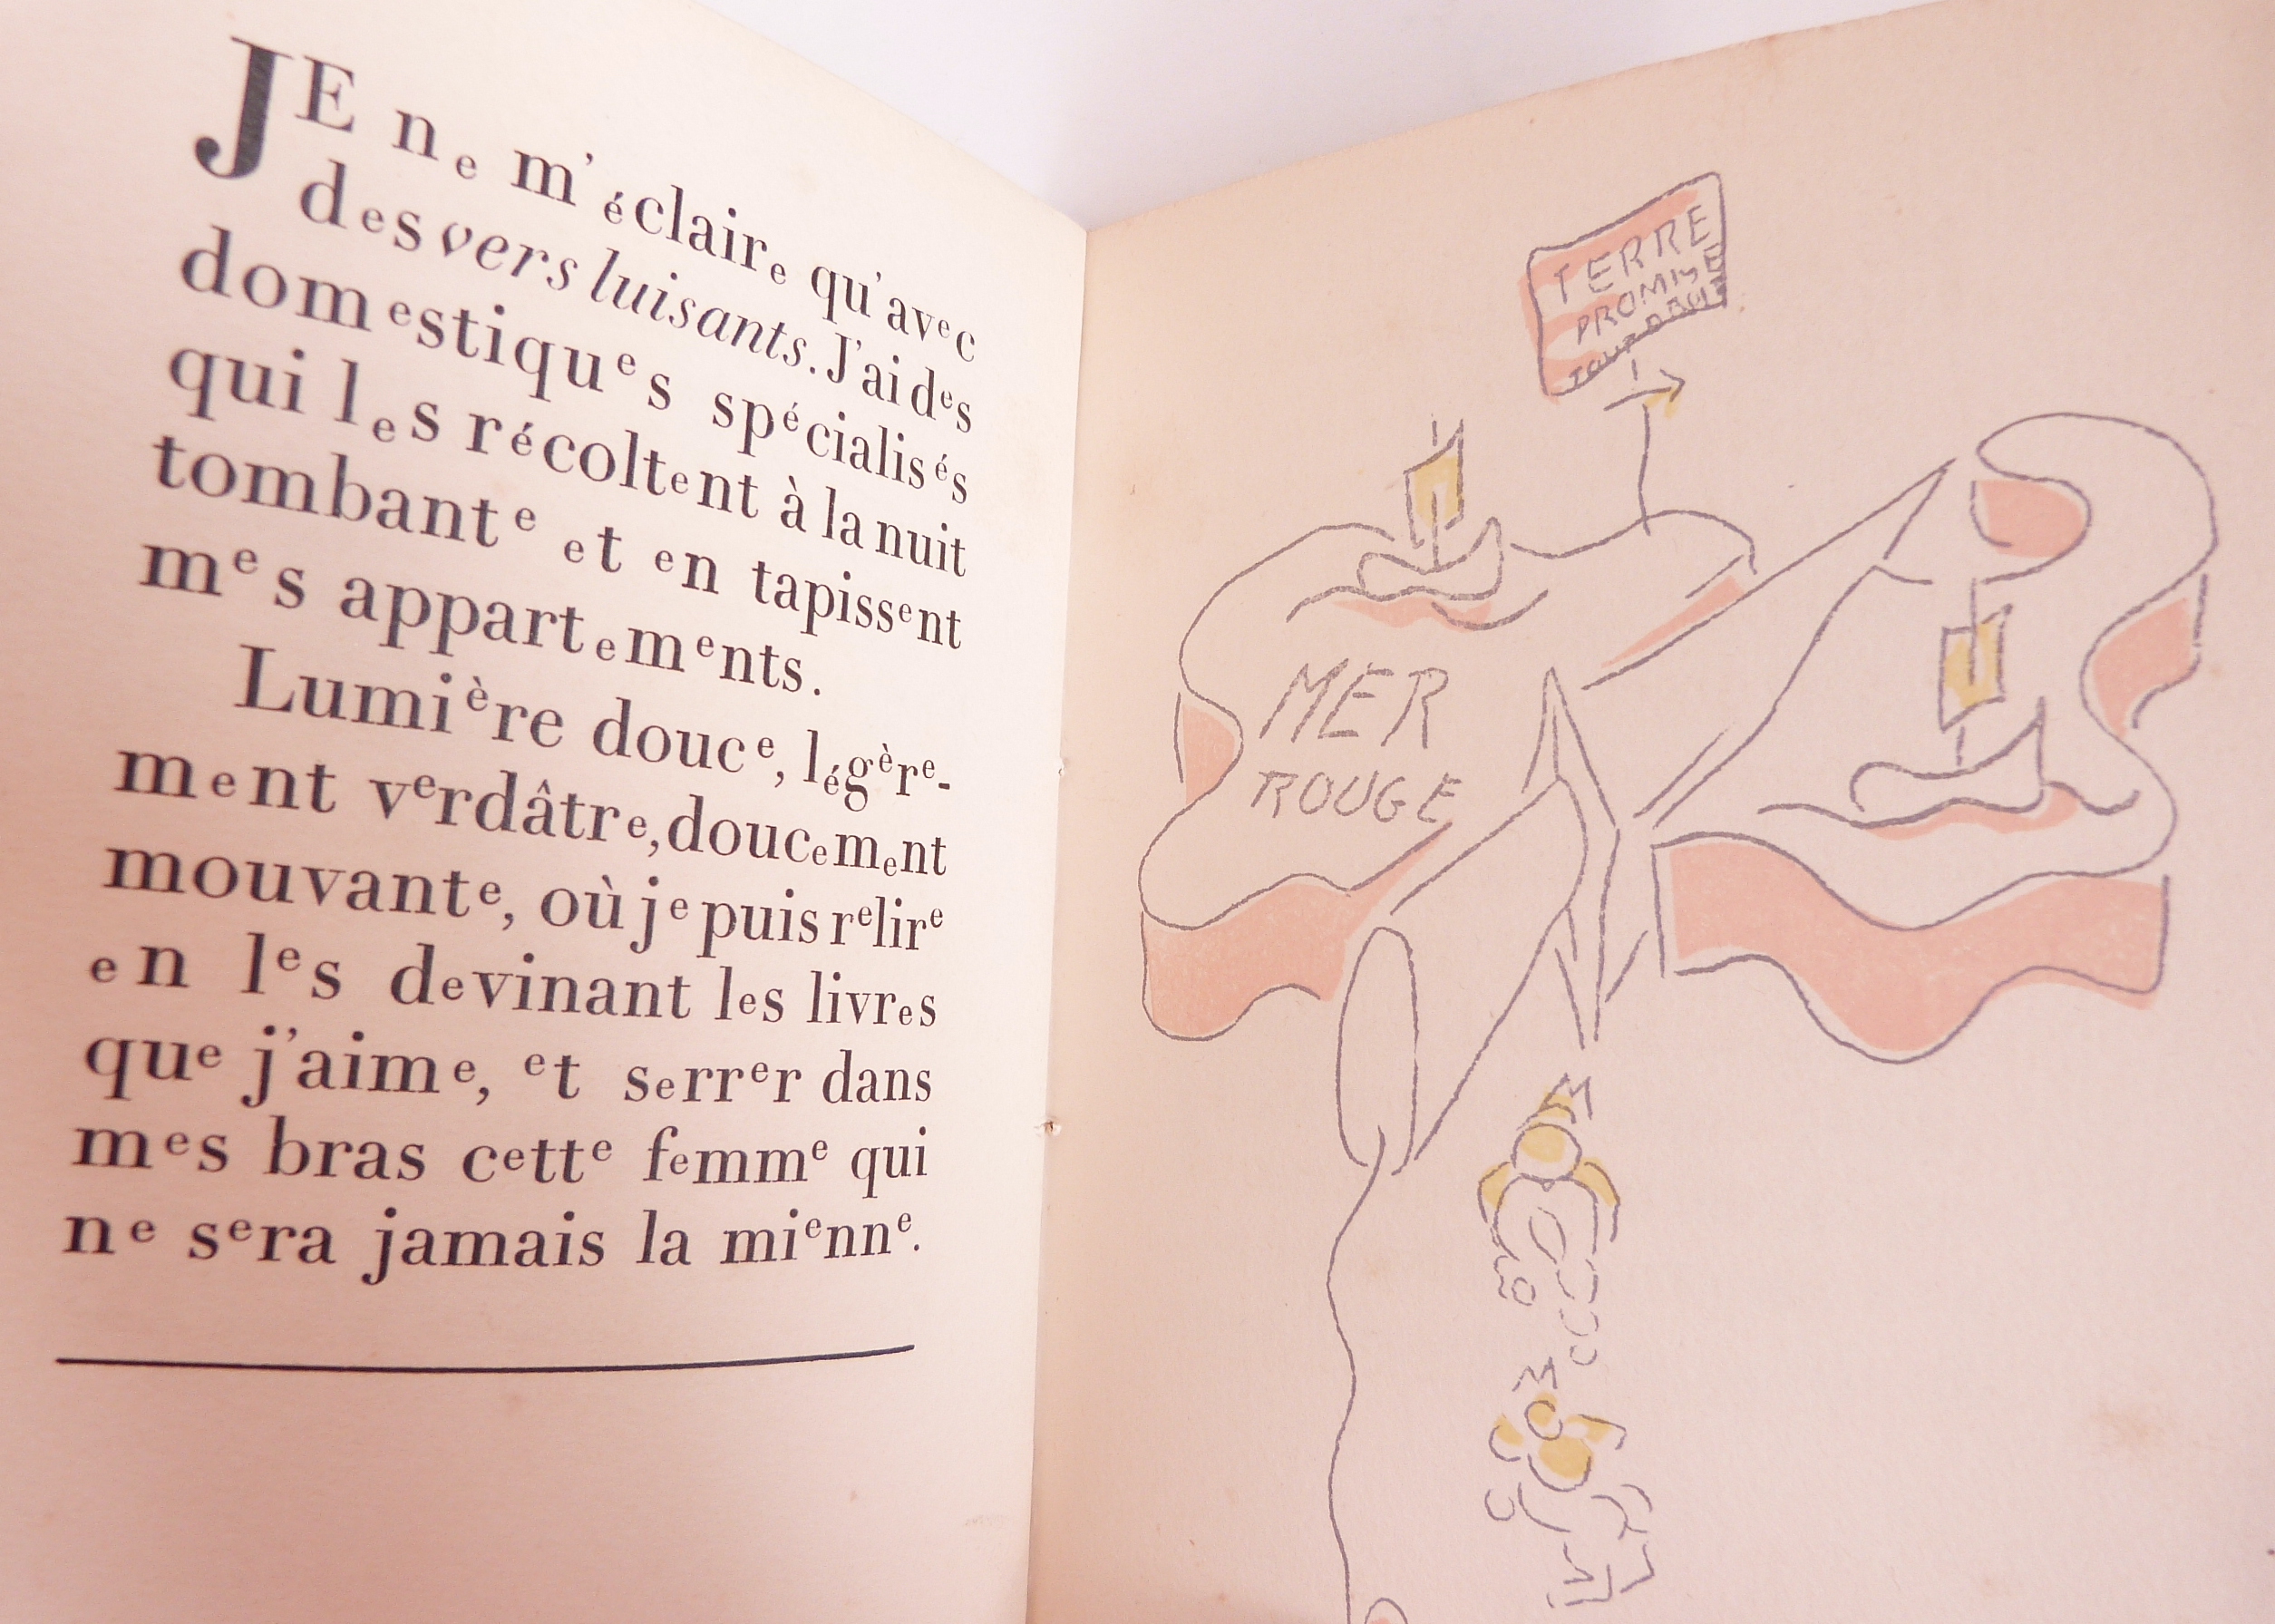 JE ne m'éclaire qu'avec
des vers luisants. J'ai des
domestiques spécialisés
qui les récoltent à la nuit
tombante et en tapissent
mes appartements.
Lumière douce, légère-
ment verdâtre, doucement
mouvante, où je puis relire
en les devinant les livres
que j'aime, et serrer dans
mes bras cette femme qui
ne sera jamais la mienne.
TERRE
PROMISE
MER
ROUGE